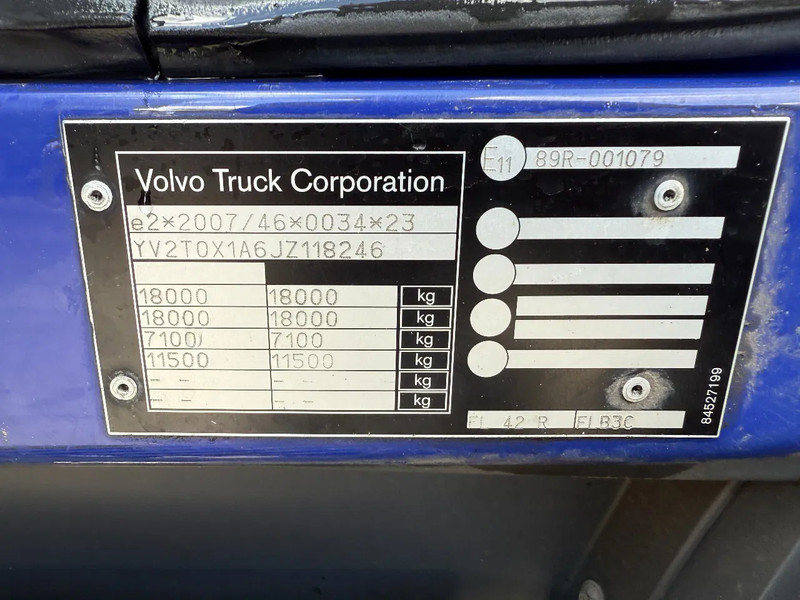 Volvo Truck Corporation
e2*2007/46*0034*23
YV2T0X1A6JZ118246
18000 18000 kg
18000 18000 kg
7100 7100 kg
11500 11500 kg
-- -- kg
-- -- kg
E11 89R-001079
FL 42 R FLB3C
84527199